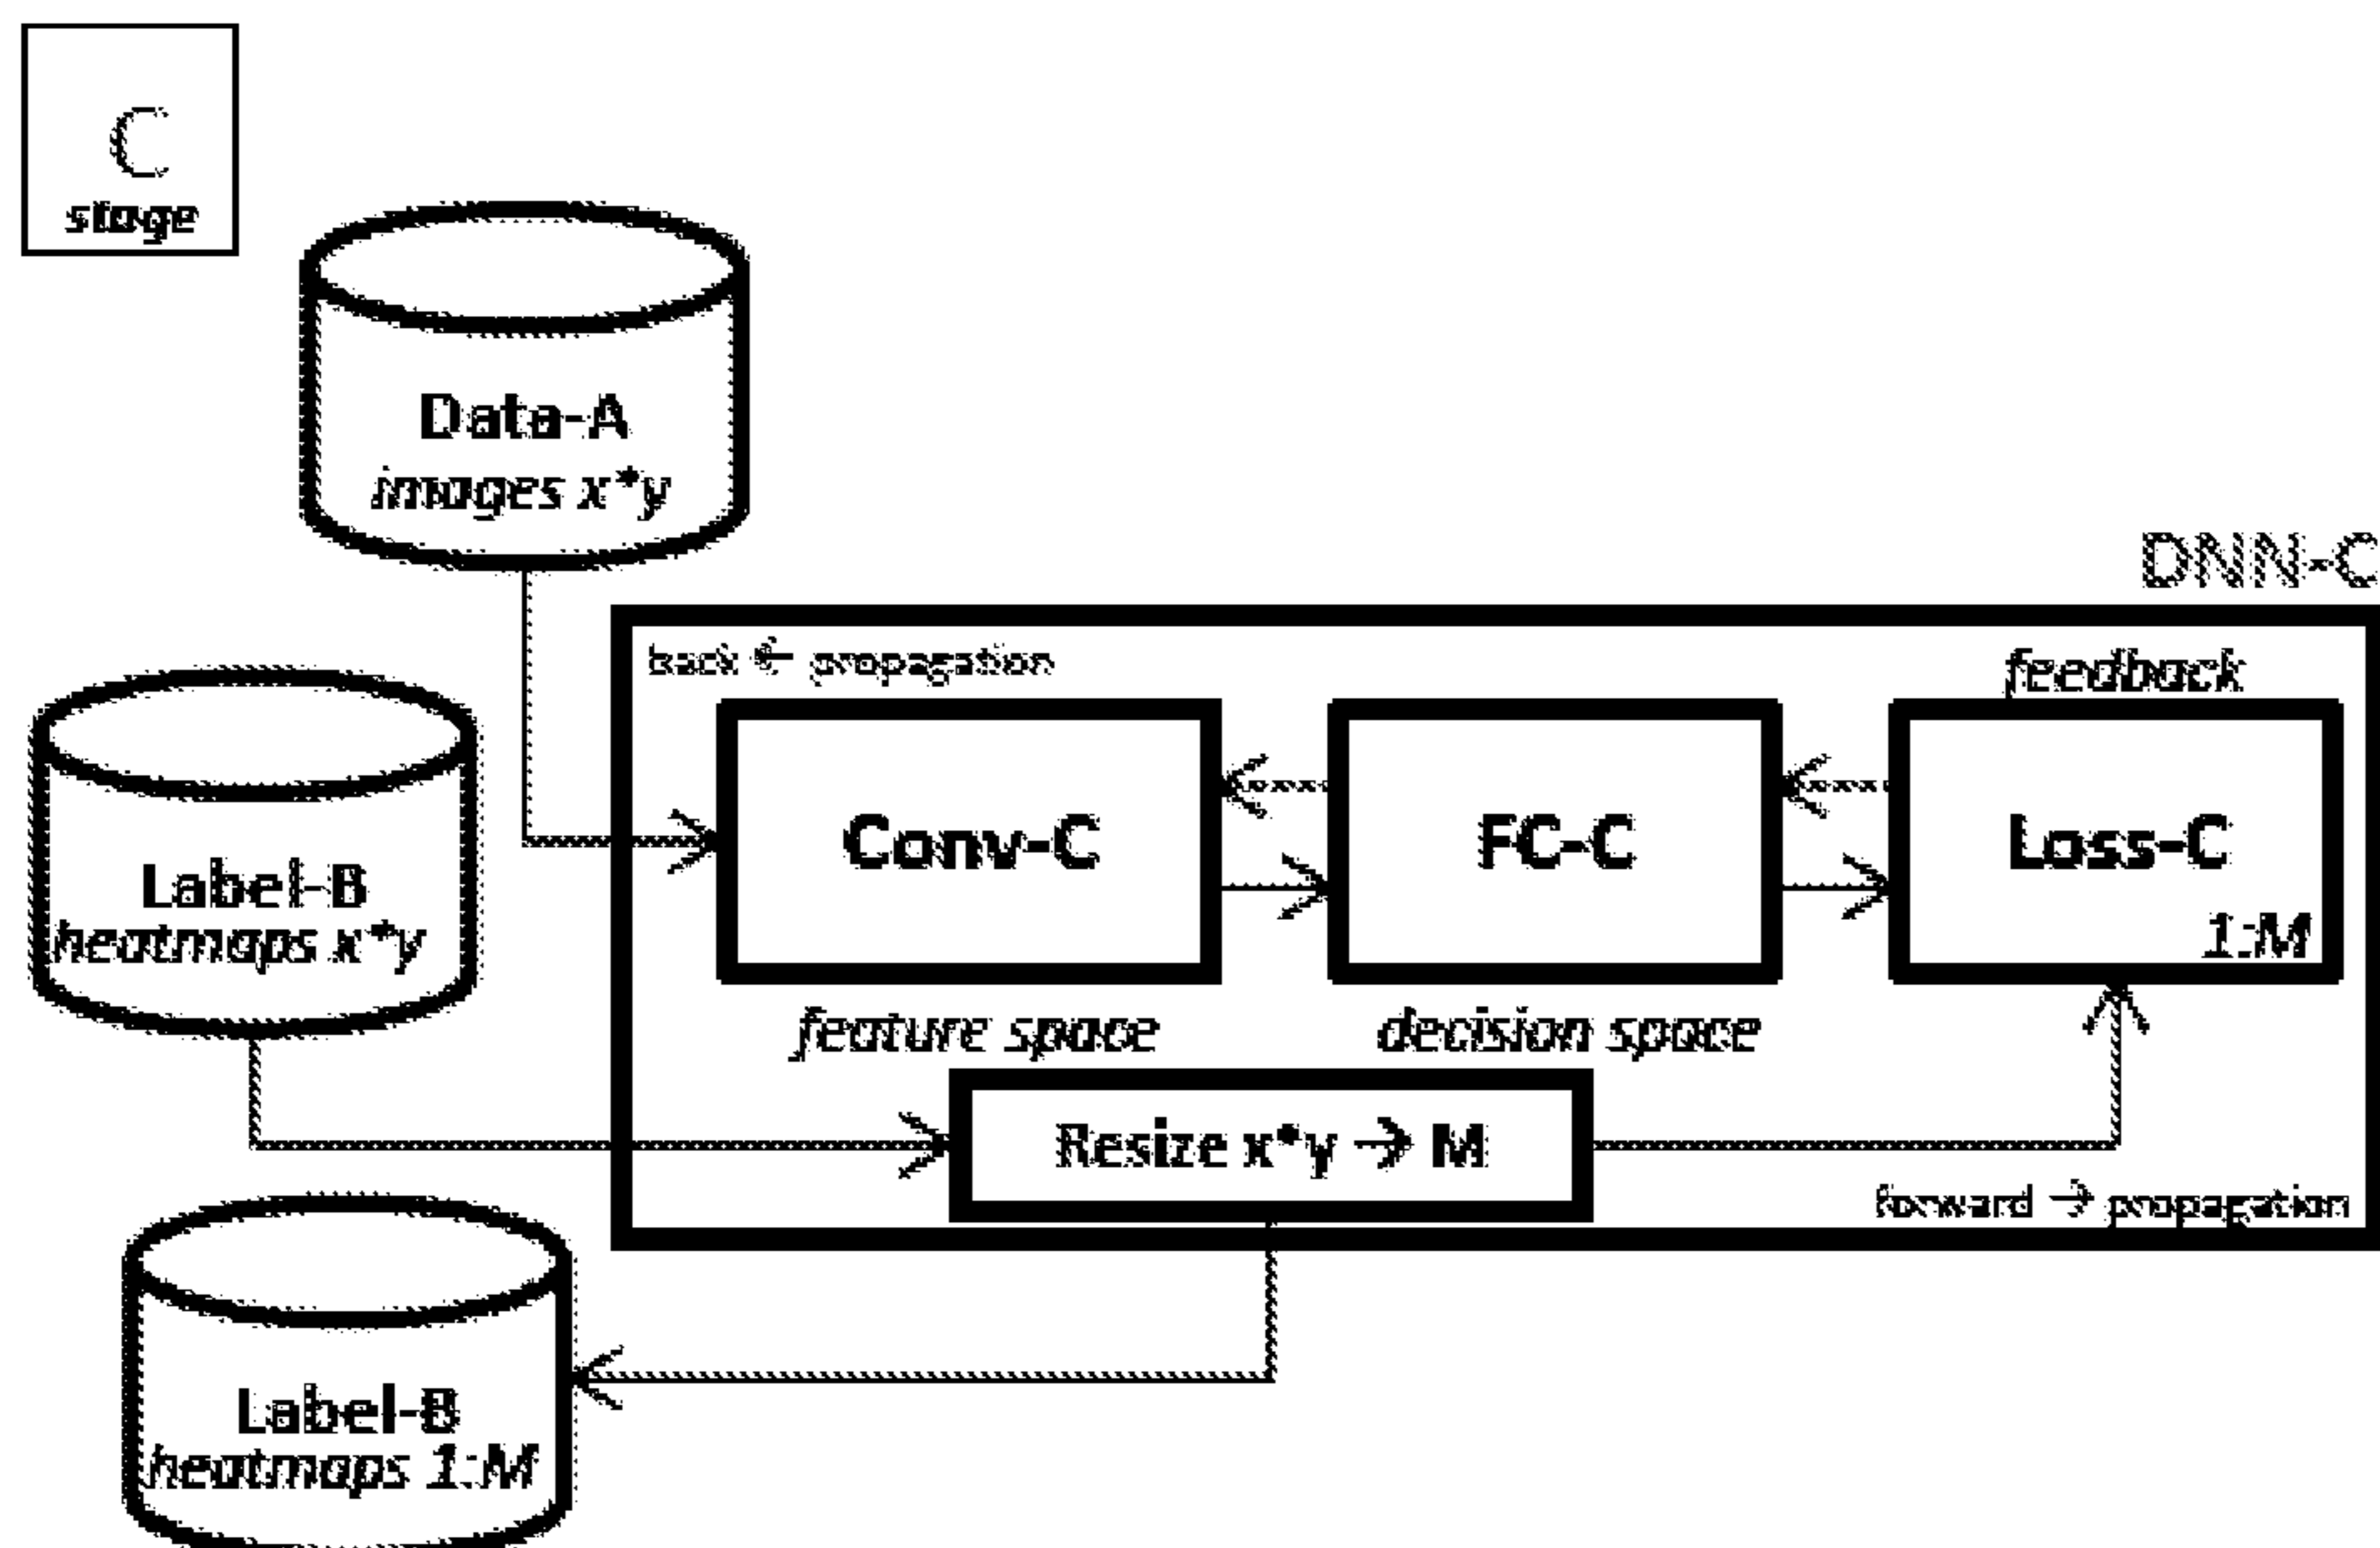 C
stage
Data-A
images x*y
DNN-C
back ← propagation
feedback
Conv-C
FC-C
Loss-C
1:M
Label-B
heatmaps x*y
feature space
decision space
Resize x*y → M
forward → propagation
Label-B
heatmaps 1:M